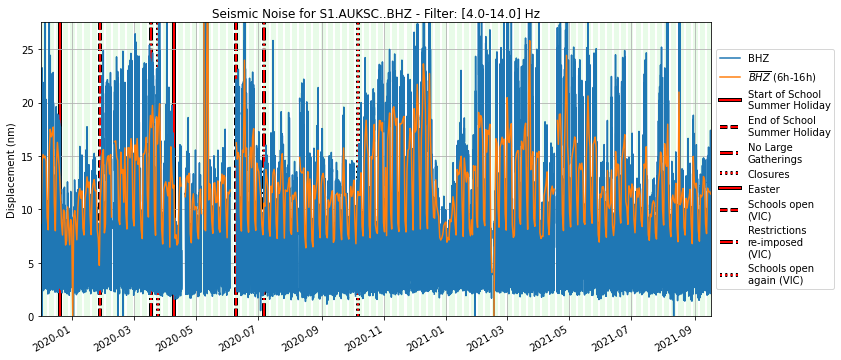 Seismic Noise for S1.AUKSC..BHZ - Filter: [4.0-14.0] Hz
Displacement (nm)
25
20
15
10
5
0
2020-01
2020-03
2020-05
2020-07
2020-09
2020-11
2021-01
2021-03
2021-05
2021-07
2021-09
BHZ
BHZ (6h-16h)
Start of School
Summer Holiday
End of School
Summer Holiday
No Large
Gatherings
Closures
Easter
Schools open
(VIC)
Restrictions
re-imposed
(VIC)
Schools open
again (VIC)